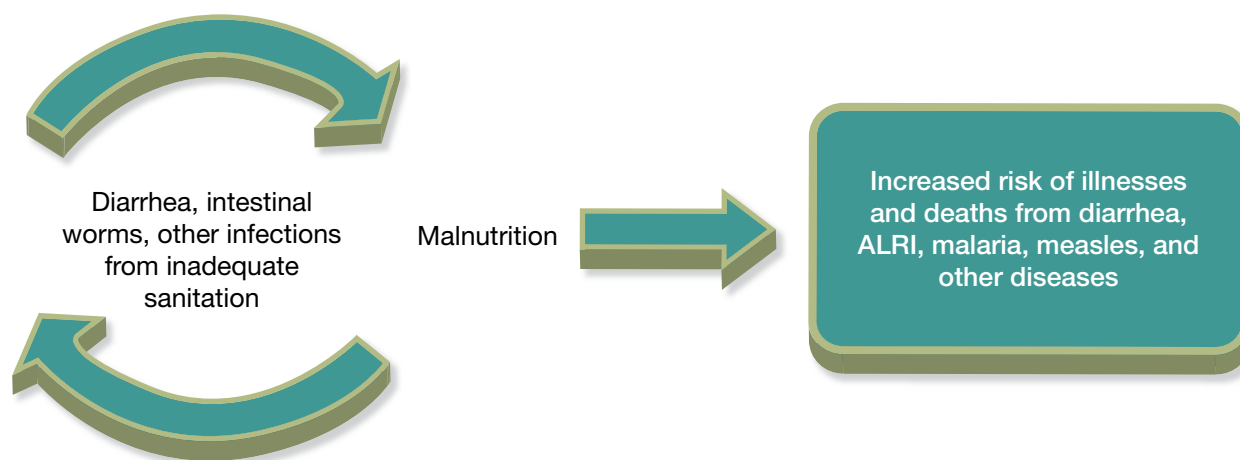 Diarrhea, intestinal
worms, other infections
from inadequate
sanitation
Malnutrition
Increased risk of illnesses
and deaths from diarrhea,
ALRI, malaria, measles, and
other diseases